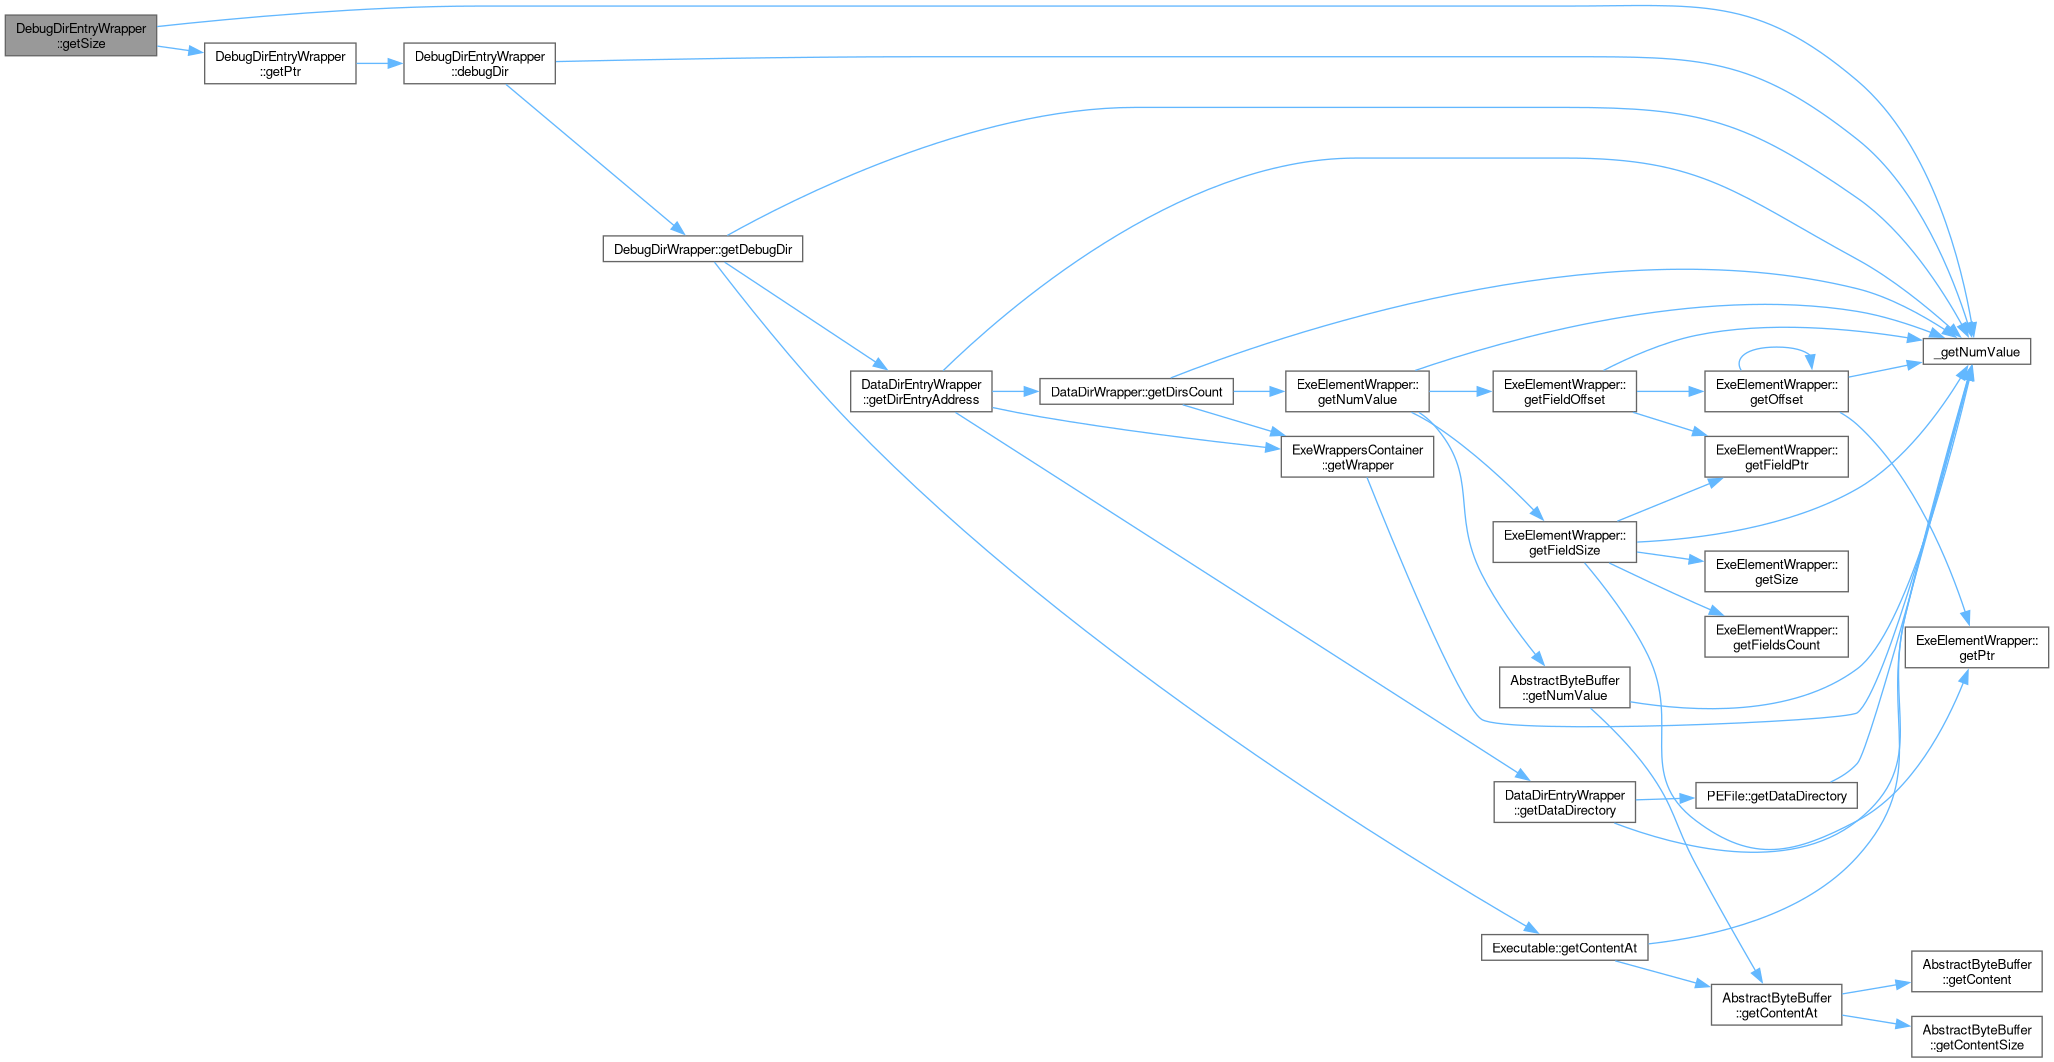 DebugDirEntryWrapper
::getSize
DebugDirEntryWrapper
::getPtr
DebugDirEntryWrapper
::debugDir
DebugDirWrapper::getDebugDir
DataDirEntryWrapper
::getDirEntryAddress
DataDirWrapper::getDirsCount
ExeElementWrapper::
getNumValue
ExeWrappersContainer
::getWrapper
ExeElementWrapper::
getFieldOffset
ExeElementWrapper::
getOffset
_getNumValue
ExeElementWrapper::
getFieldPtr
ExeElementWrapper::
getFieldSize
ExeElementWrapper::
getSize
ExeElementWrapper::
getFieldsCount
ExeElementWrapper::
getPtr
AbstractByteBuffer
::getNumValue
DataDirEntryWrapper
::getDataDirectory
PEFile::getDataDirectory
Executable::getContentAt
AbstractByteBuffer
::getContentAt
AbstractByteBuffer
::getContent
AbstractByteBuffer
::getContentSize